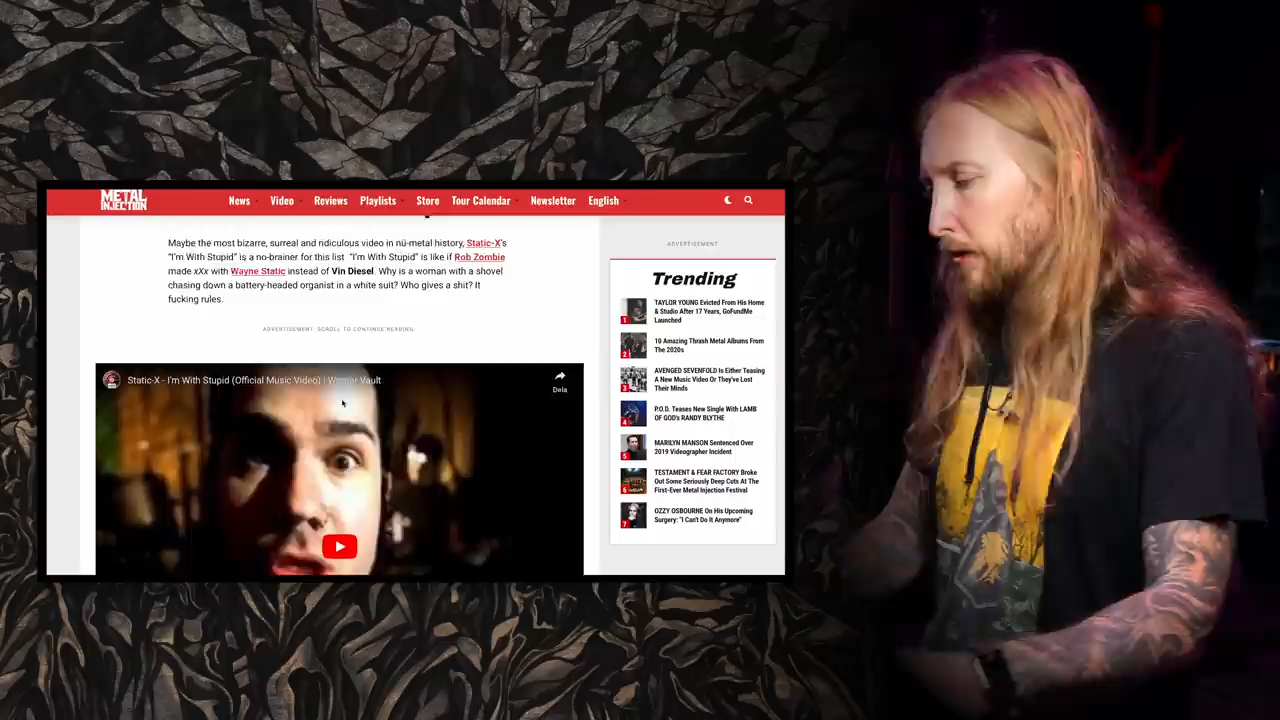 METAL
INJECTION
News
Video
Reviews
Playlists
Store
Tour Calendar
Newsletter
English
Maybe the most bizarre, surreal and ridiculous video in nü-metal history, Static-X's
"I'm With Stupid" is a no-brainer for this list "I'm With Stupid" is like if Rob Zombie
made xXx with Wayne Static instead of Vin Diesel. Why is a woman with a shovel
chasing down a battery-headed organist in a white suit? Who gives a shit? It
fucking rules.
ADVERTISEMENT. SCROLL TO CONTINUE READING.
Static-X - I'm With Stupid (Official Music Video) | Warner Vault
Dela
ADVERTISEMENT
Trending
1
TAYLOR YOUNG Evicted From His Home
& Studio After 17 Years, GoFundMe
Launched
2
10 Amazing Thrash Metal Albums From
The 2020s
3
AVENGED SEVENFOLD Is Either Teasing
A New Music Video Or They've Lost
Their Minds
4
P.O.D. Teases New Single With LAMB
OF GOD's RANDY BLYTHE
5
MARILYN MANSON Sentenced Over
2019 Videographer Incident
6
TESTAMENT & FEAR FACTORY Broke
Out Some Seriously Deep Cuts At The
First-Ever Metal Injection Festival
7
OZZY OSBOURNE On His Upcoming
Surgery: "I Can't Do It Anymore"